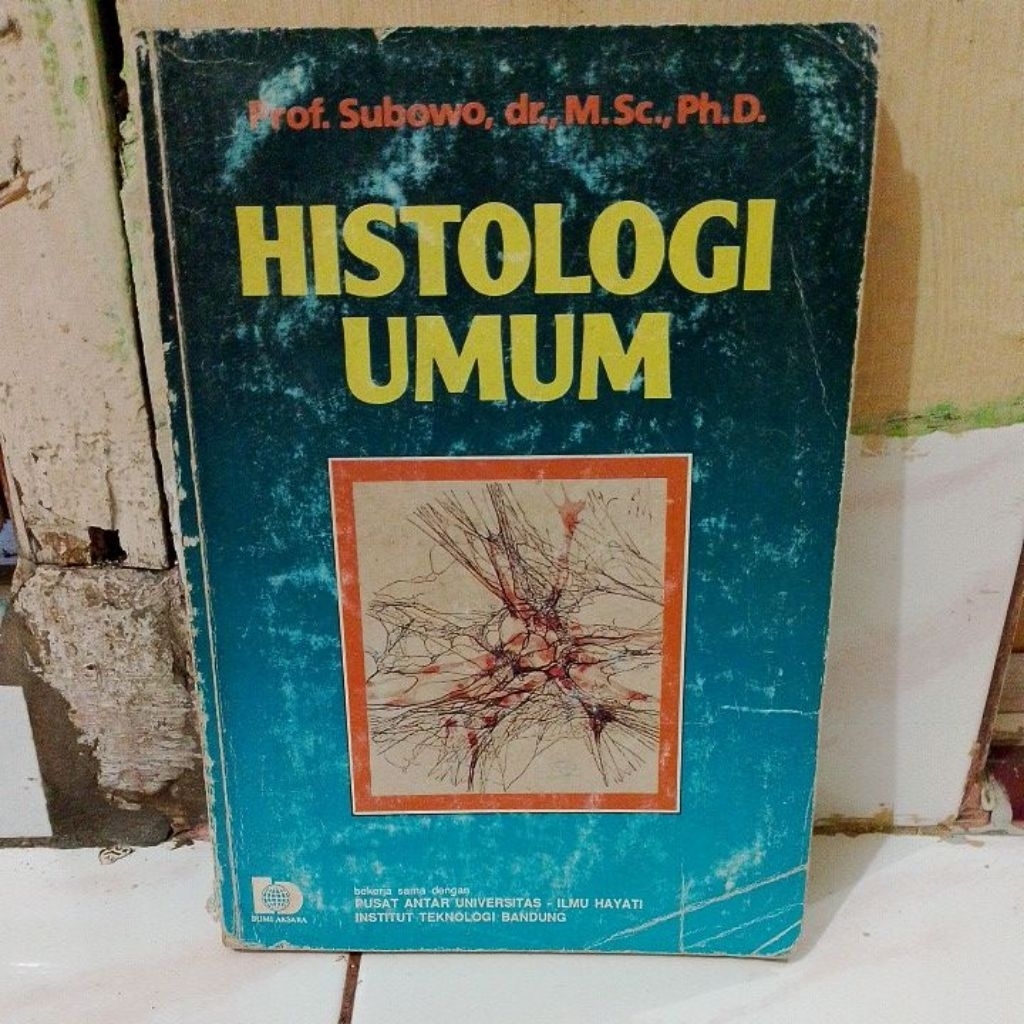 Prof. Subowo, dr., M.Sc., Ph.D.
HISTOLOGI
UMUM
bekerja sama dengan
PUSAT ANTAR UNIVERSITAS - ILMU HAYATI
INSTITUT TEKNOLOGI BANDUNG
BUMI AKSARA